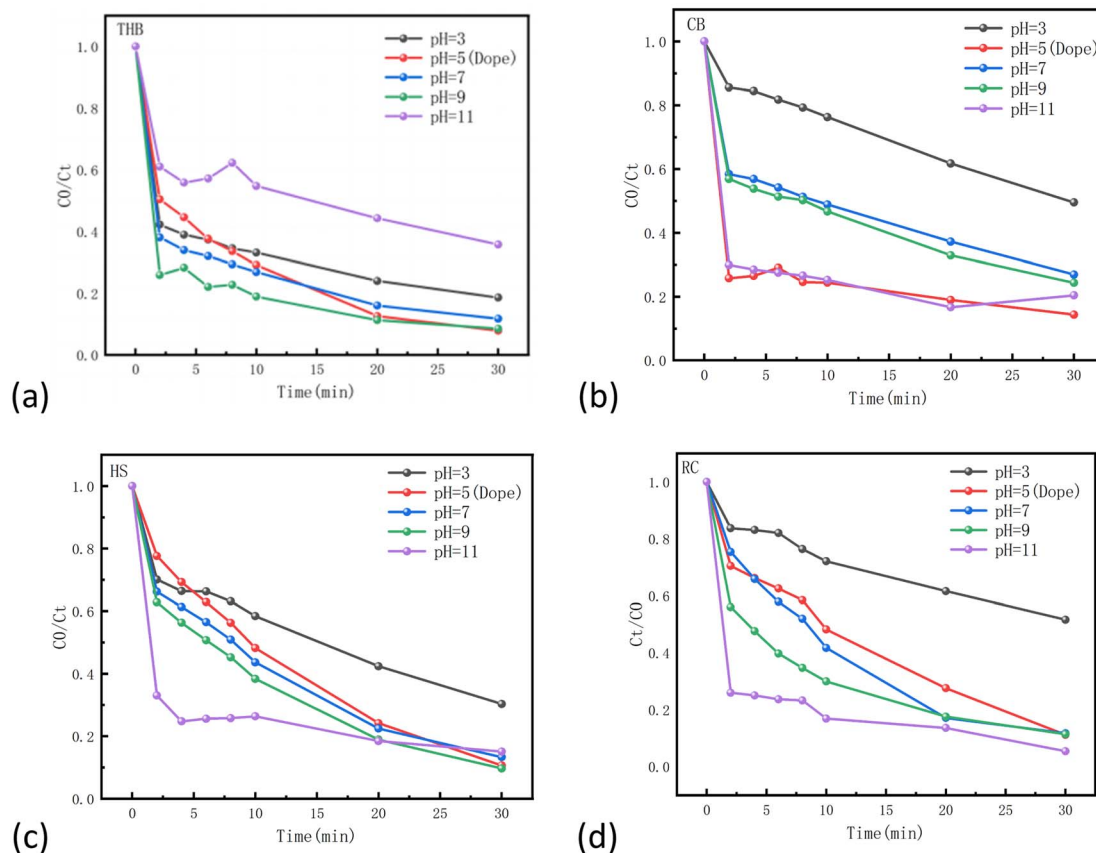 THB
pH=3
pH=5(Dope)
pH=7
pH=9
pH=11
1.0
0.8
0.6
0.4
0.2
0.0
C0/Ct
0 5 10 15 20 25 30
Time(min)
(a)
CB
pH=3
pH=5(Dope)
pH=7
pH=9
pH=11
1.0
0.8
0.6
0.4
0.2
0.0
C0/Ct
0 5 10 15 20 25 30
Time(min)
(b)
HS
pH=3
pH=5(Dope)
pH=7
pH=9
pH=11
1.0
0.8
0.6
0.4
0.2
0.0
C0/Ct
0 5 10 15 20 25 30
Time(min)
(c)
RC
pH=3
pH=5(Dope)
pH=7
pH=9
pH=11
1.0
0.8
0.6
0.4
0.2
0.0
Ct/C0
0 5 10 15 20 25 30
Time(min)
(d)